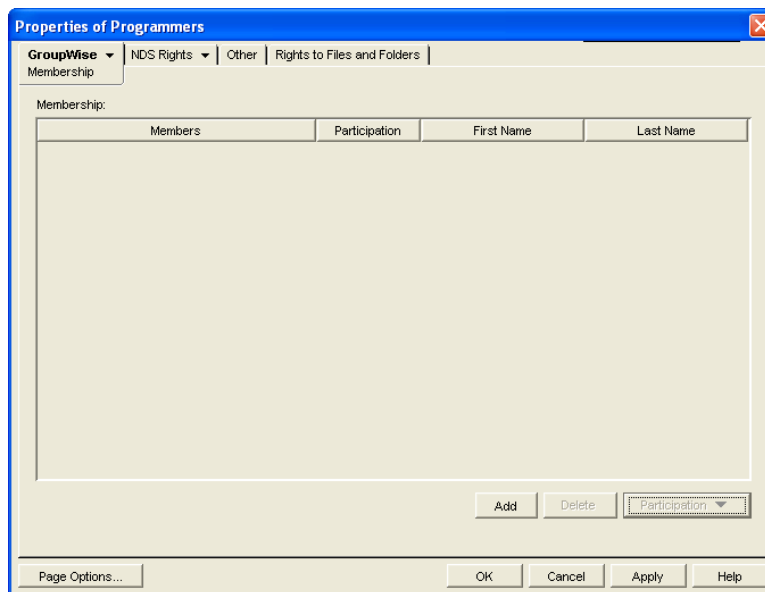 Properties of Programmers
GroupWise NDS Rights Other Rights to Files and Folders
Membership
Membership:
Members Participation First Name Last Name
Add Delete Participation
Page Options... OK Cancel Apply Help